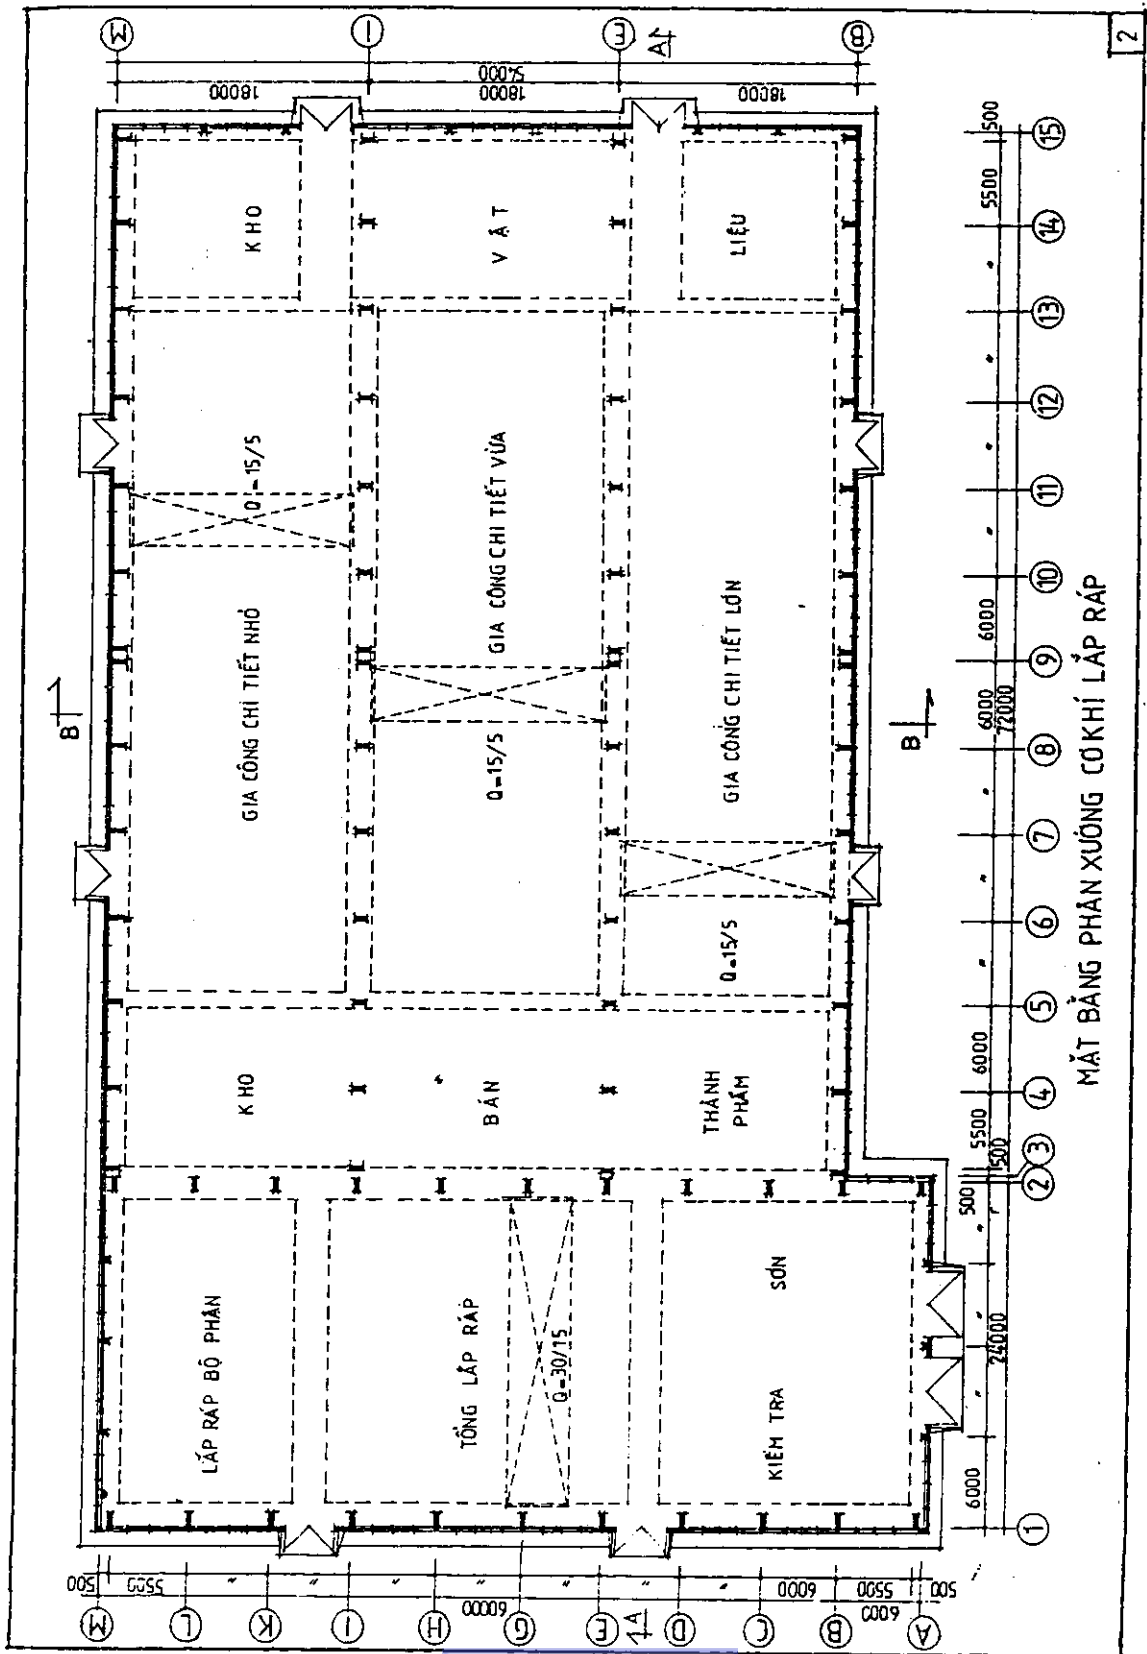 2
M
I
E
A
B
54000
18000
18000
18000
KHO
VẬT
LIỆU
Q=15/5
GIA CÔNG CHI TIẾT NHỎ
GIA CÔNG CHI TIẾT VỪA
Q=15/5
GIA CÔNG CHI TIẾT LỚN
Q=15/5
B
B
KHO
BÁN
THÀNH
PHẨM
LẮP RÁP BỘ PHẬN
TỔNG LẮP RÁP
Q=30/15
KIỂM TRA
SƠN
500
5500
"
"
"
6000
60000
5500
500
6000
M
L
K
I
H
G
E
A
D
C
B
A
6000
24000
500
500
5500
6000
"
"
6000
72000
6000
"
"
"
5500
500
1
2
3
4
5
6
7
8
9
10
11
12
13
14
15
MẶT BẰNG PHÂN XƯỞNG CƠ KHÍ LẮP RÁP